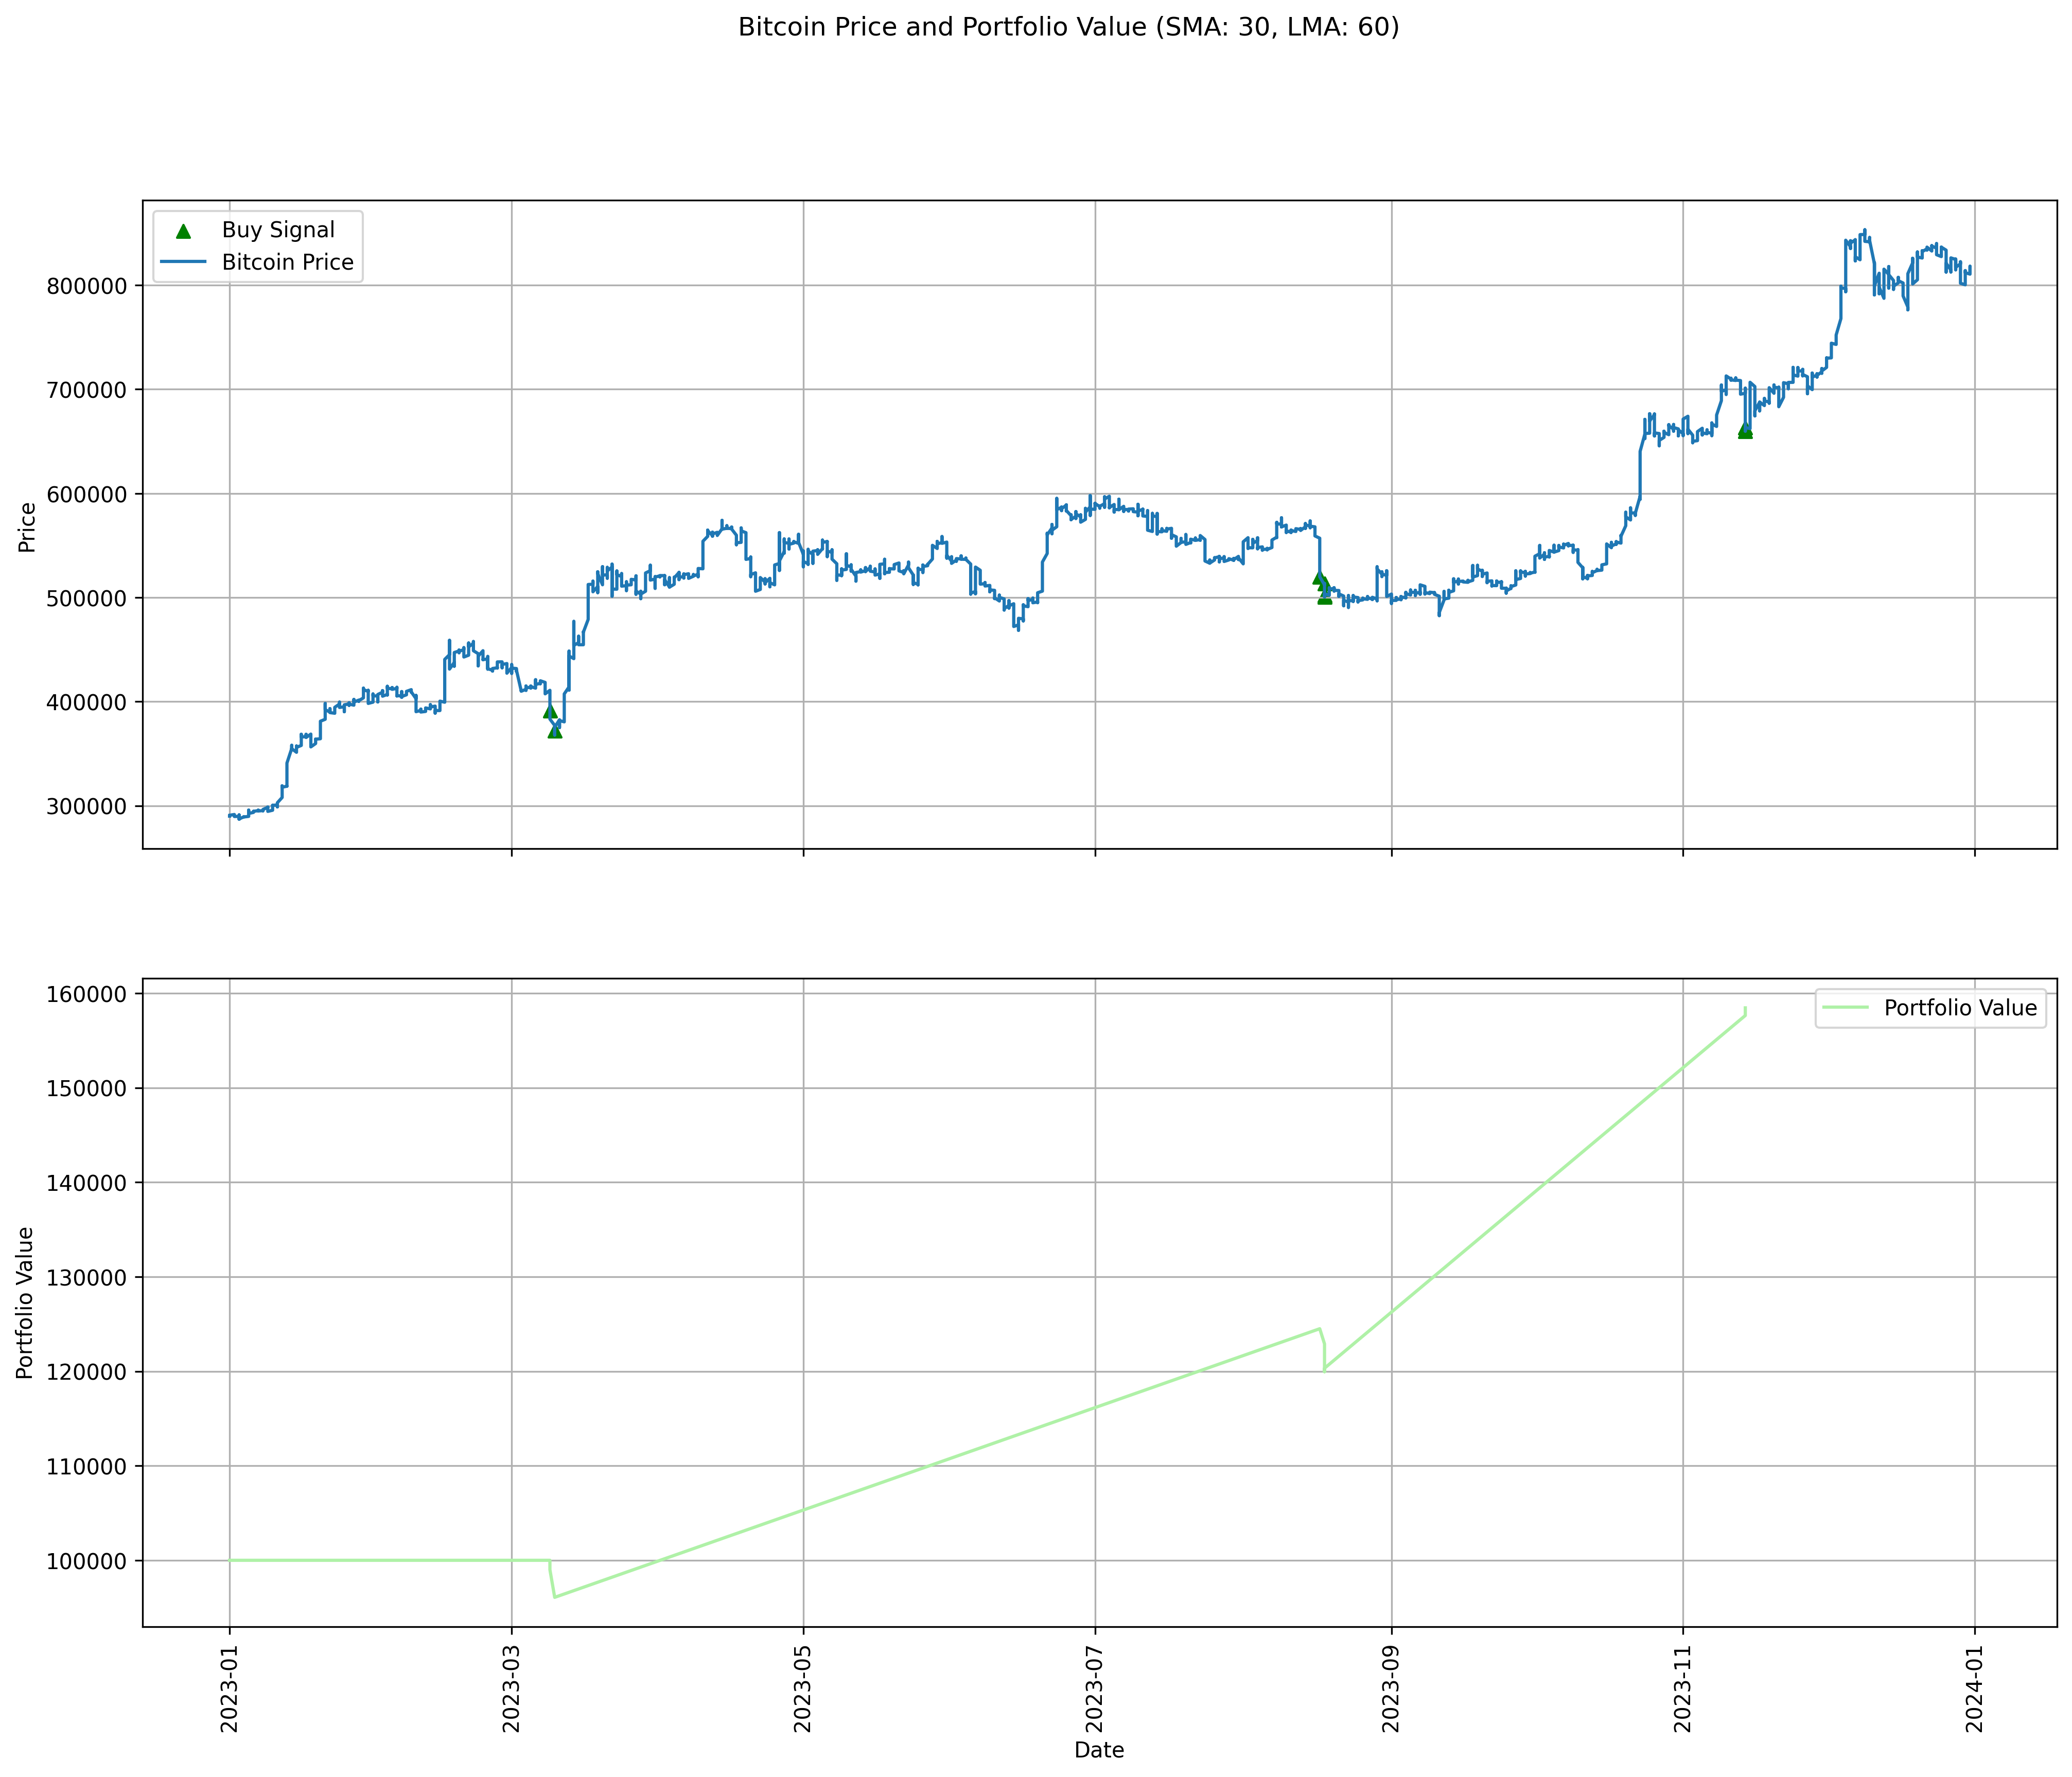 Bitcoin Price and Portfolio Value (SMA: 30, LMA: 60)
Buy Signal
Bitcoin Price
800000
700000
600000
500000
400000
300000
Price
Portfolio Value
160000
150000
140000
130000
120000
110000
100000
Portfolio Value
2023-01
2023-03
2023-05
2023-07
2023-09
2023-11
2024-01
Date